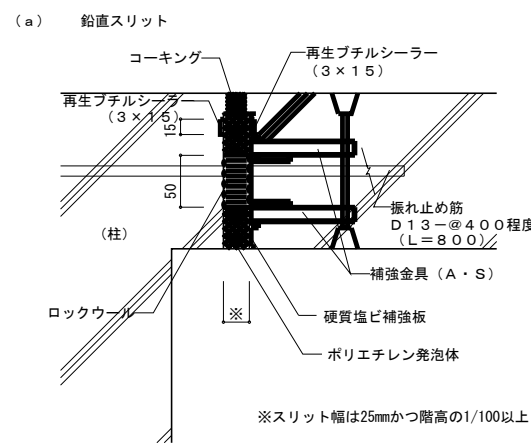 (a) 鉛直スリット
コーキング
再生ブチルシーラー
(3×15)
再生ブチルシーラー
(3×15)
15
50
(柱)
振れ止め筋
D13-@400程度
(L=800)
補強金具(A・S)
ロックウール
※
硬質塩ビ補強板
ポリエチレン発泡体
※スリット幅は25mmかつ階高の1/100以上